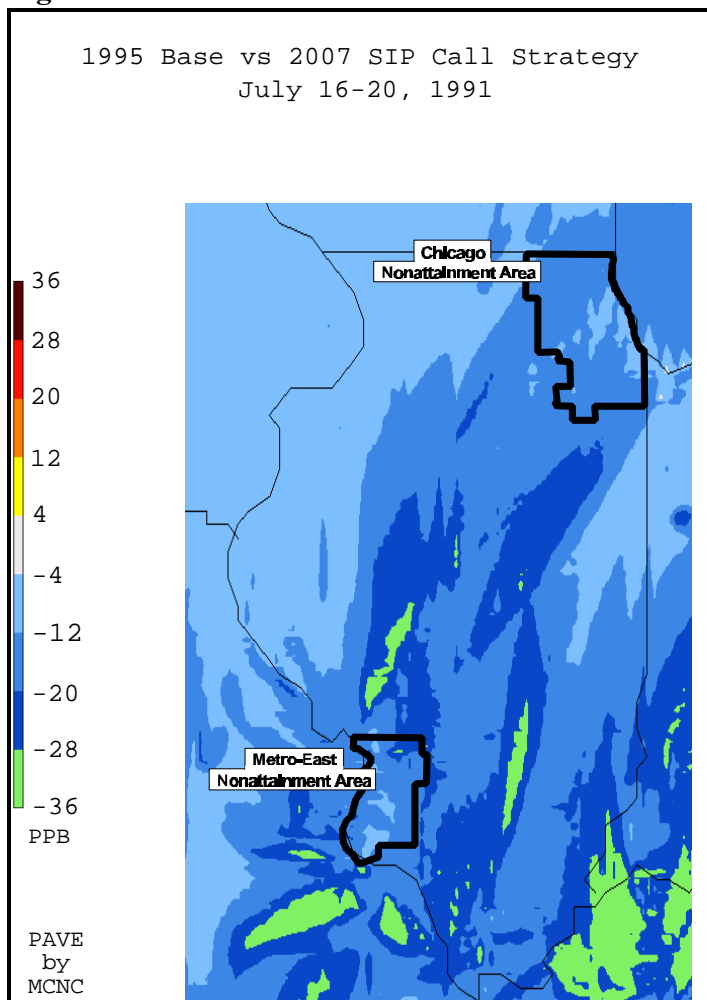 1995 Base vs 2007 SIP Call Strategy
July 16-20, 1991
Chicago
Nonattainment Area
36
28
20
12
4
-4
-12
-20
-28
-36
PPB
Metro-East
Nonattainment Area
PAVE
by
MCNC